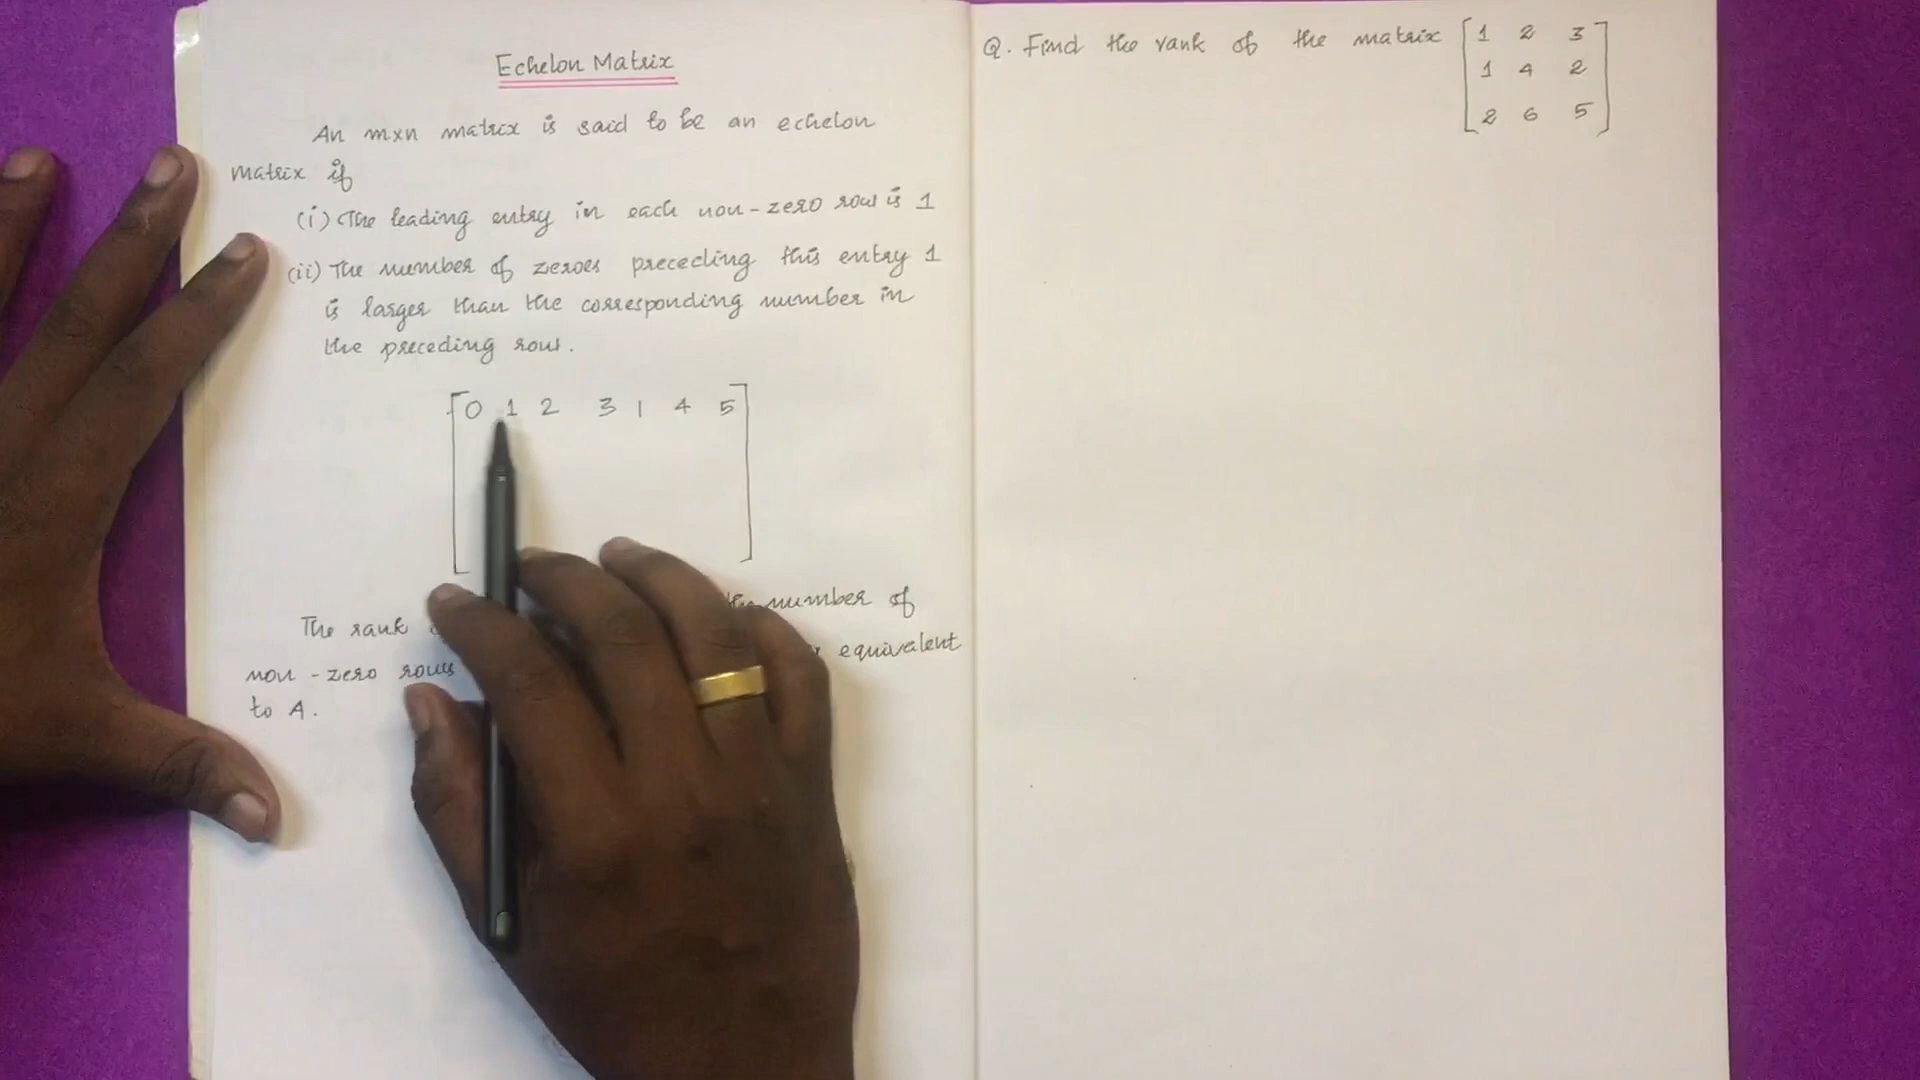 Echelon Matrix
An mxn matrix is said to be an echelon
matrix if
(i) The leading entry in each non-zero row is 1
(ii) The number of zeroes preceding this entry 1
is larger than the corresponding number in
the preceding row.
0 1 2 3 1 4 5
The rank the number of
non-zero rows equivalent
to A.
Q. Find the rank of the matrix
1 2 3
1 4 2
2 6 5